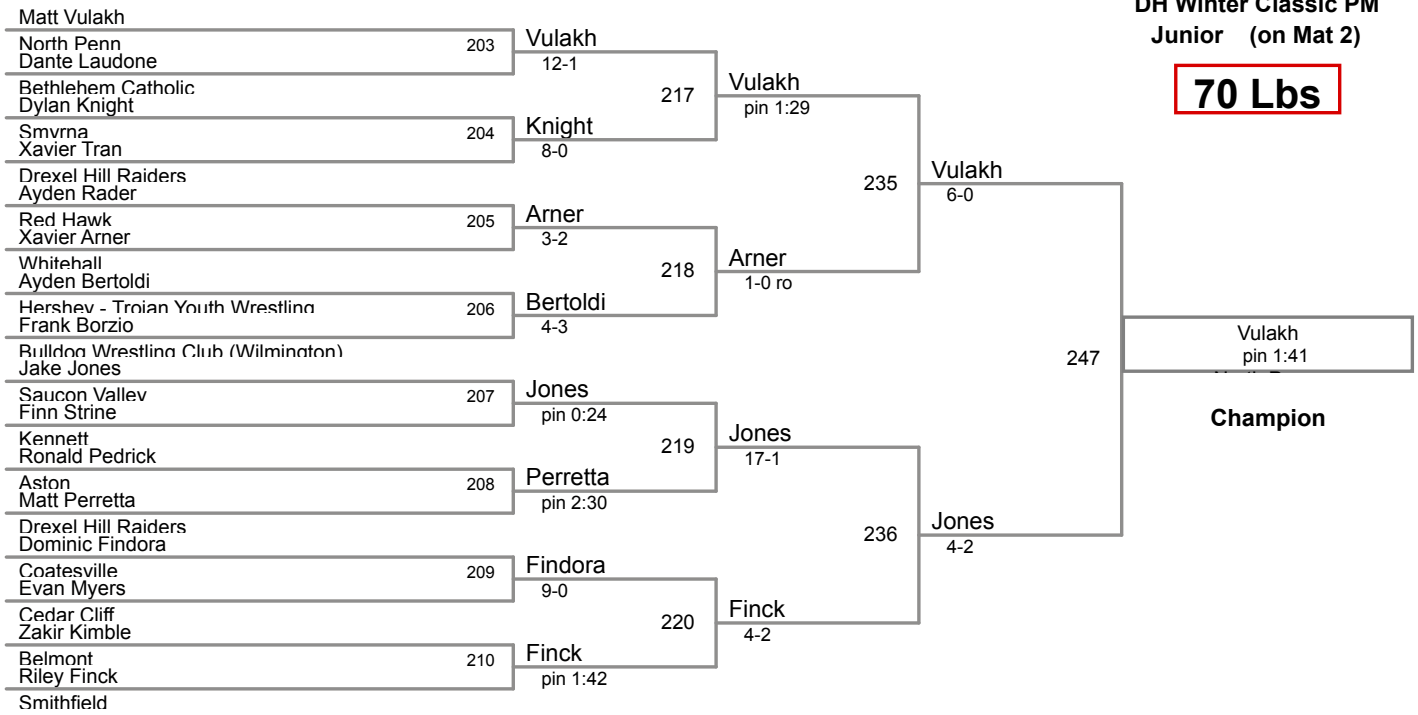 DH Winter Classic PM
Junior (on Mat 2)
70 Lbs
Matt Vulakh
North Penn
Dante Laudone
Bethlehem Catholic
Dylan Knight
Smyrna
Xavier Tran
Drexel Hill Raiders
Ayden Rader
Red Hawk
Xavier Arner
Whitehall
Ayden Bertoldi
Hershey - Trojan Youth Wrestling
Frank Borzio
Bulldog Wrestling Club (Wilmington)
Jake Jones
Saucon Valley
Finn Strine
Kennett
Ronald Pedrick
Aston
Matt Perretta
Drexel Hill Raiders
Dominic Findora
Coatesville
Evan Myers
Cedar Cliff
Zakir Kimble
Belmont
Riley Finck
Smithfield
203
204
205
206
207
208
209
210
Vulakh
12-1
Knight
8-0
Arner
3-2
Bertoldi
4-3
Jones
pin 0:24
Perretta
pin 2:30
Findora
9-0
Finck
pin 1:42
217
218
219
220
Vulakh
pin 1:29
Arner
1-0 ro
Jones
17-1
Finck
4-2
235
236
Vulakh
6-0
Jones
4-2
247
Vulakh
pin 1:41
Champion